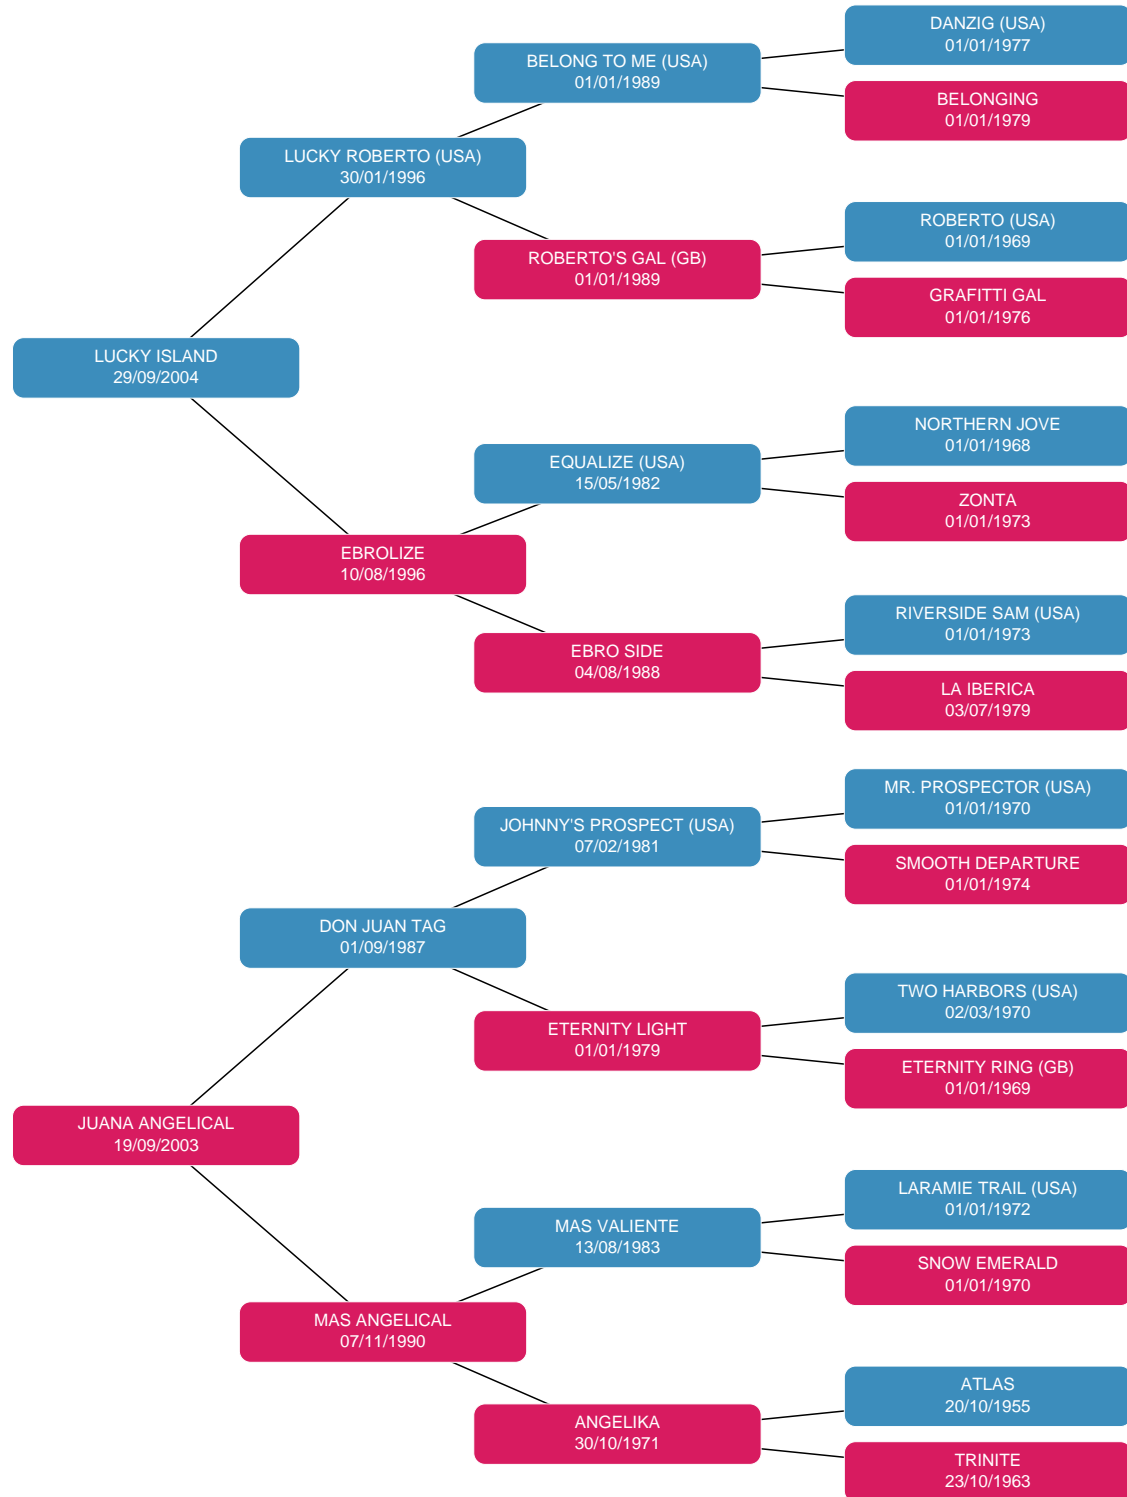 DANZIG (USA)
01/01/1977
BELONG TO ME (USA)
01/01/1989
BELONGING
01/01/1979
LUCKY ROBERTO (USA)
30/01/1996
ROBERTO (USA)
01/01/1969
ROBERTO'S GAL (GB)
01/01/1989
GRAFITTI GAL
01/01/1976
LUCKY ISLAND
29/09/2004
NORTHERN JOVE
01/01/1968
EQUALIZE (USA)
15/05/1982
ZONTA
01/01/1973
EBROLIZE
10/08/1996
RIVERSIDE SAM (USA)
01/01/1973
EBRO SIDE
04/08/1988
LA IBERICA
03/07/1979
MR. PROSPECTOR (USA)
01/01/1970
JOHNNY'S PROSPECT (USA)
07/02/1981
SMOOTH DEPARTURE
01/01/1974
DON JUAN TAG
01/09/1987
TWO HARBORS (USA)
02/03/1970
ETERNITY LIGHT
01/01/1979
ETERNITY RING (GB)
01/01/1969
JUANA ANGELICAL
19/09/2003
LARAMIE TRAIL (USA)
01/01/1972
MAS VALIENTE
13/08/1983
SNOW EMERALD
01/01/1970
MAS ANGELICAL
07/11/1990
ATLAS
20/10/1955
ANGELIKA
30/10/1971
TRINITE
23/10/1963